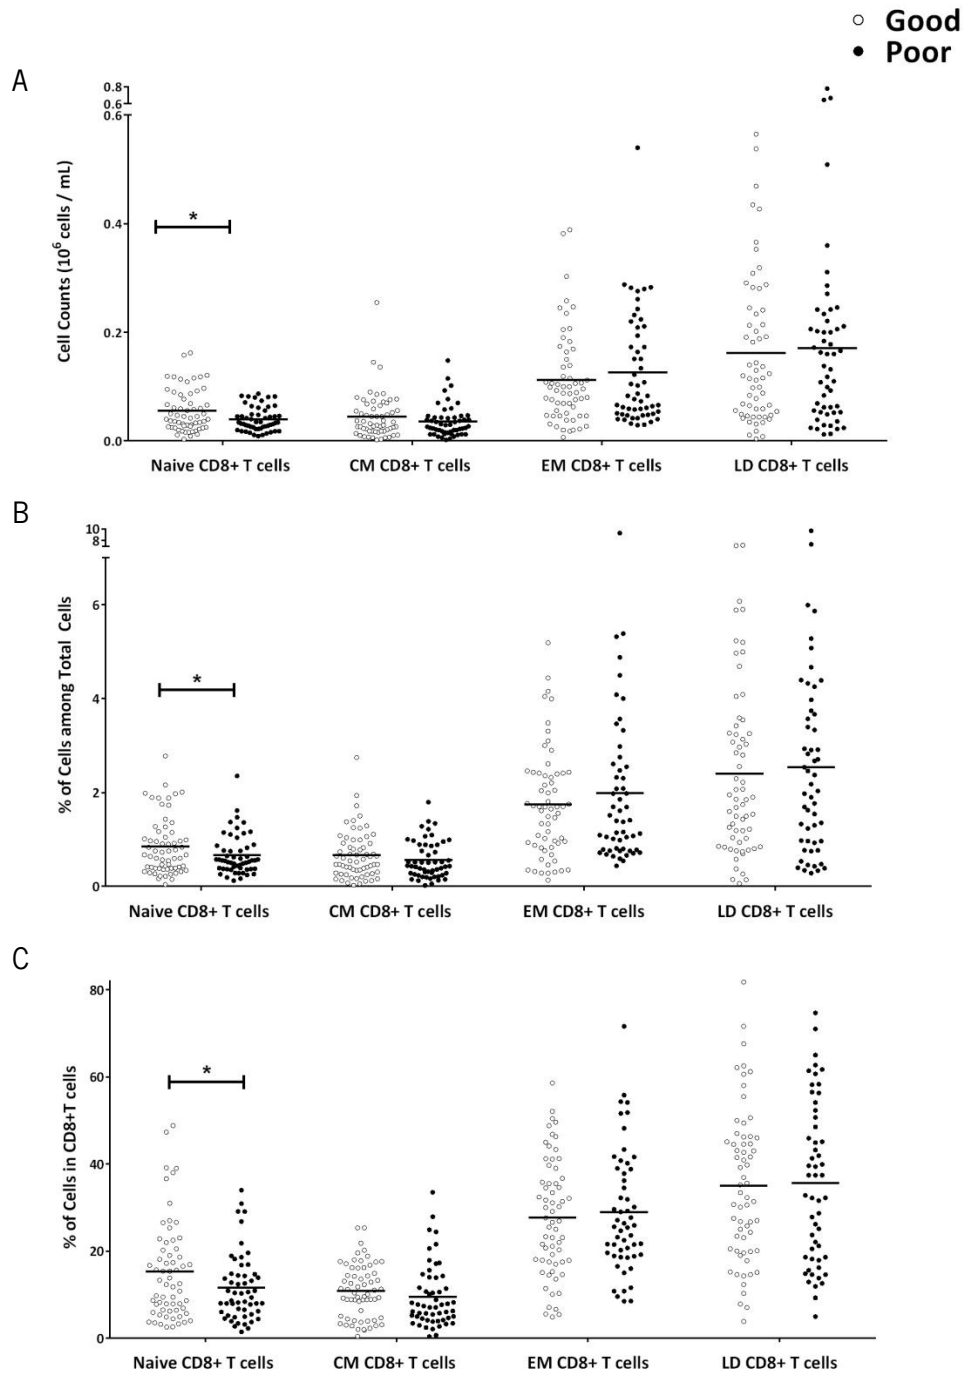 Good
Poor
A
0.8
0.6
0.6
0.4
0.2
0.0
Cell Counts (10⁶ cells / mL)
*
Naive CD8+ T cells CM CD8+ T cells EM CD8+ T cells LD CD8+ T cells
B
10
8
6
4
2
0
% of Cells among Total Cells
*
Naive CD8+ T cells CM CD8+ T cells EM CD8+ T cells LD CD8+ T cells
C
80
60
40
20
0
% of Cells in CD8+T cells
*
Naive CD8+ T cells CM CD8+ T cells EM CD8+ T cells LD CD8+ T cells